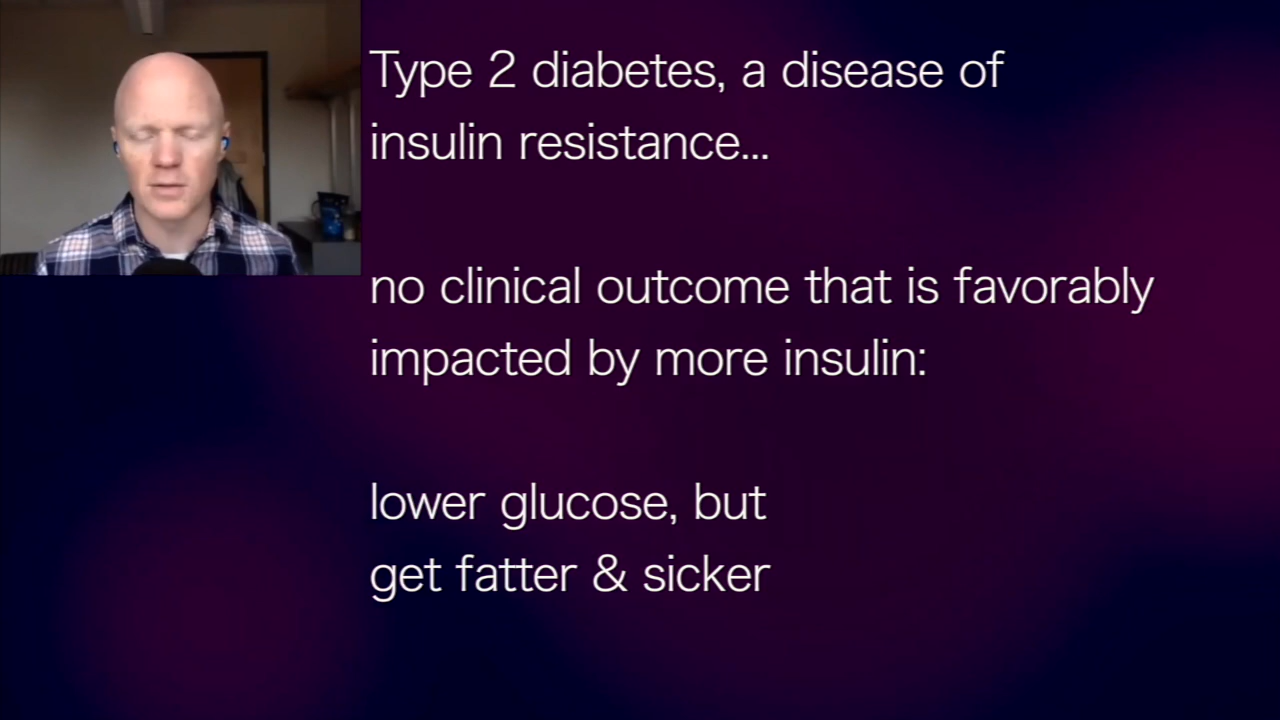 Type 2 diabetes, a disease of
insulin resistance...
no clinical outcome that is favorably
impacted by more insulin:
lower glucose, but
get fatter & sicker